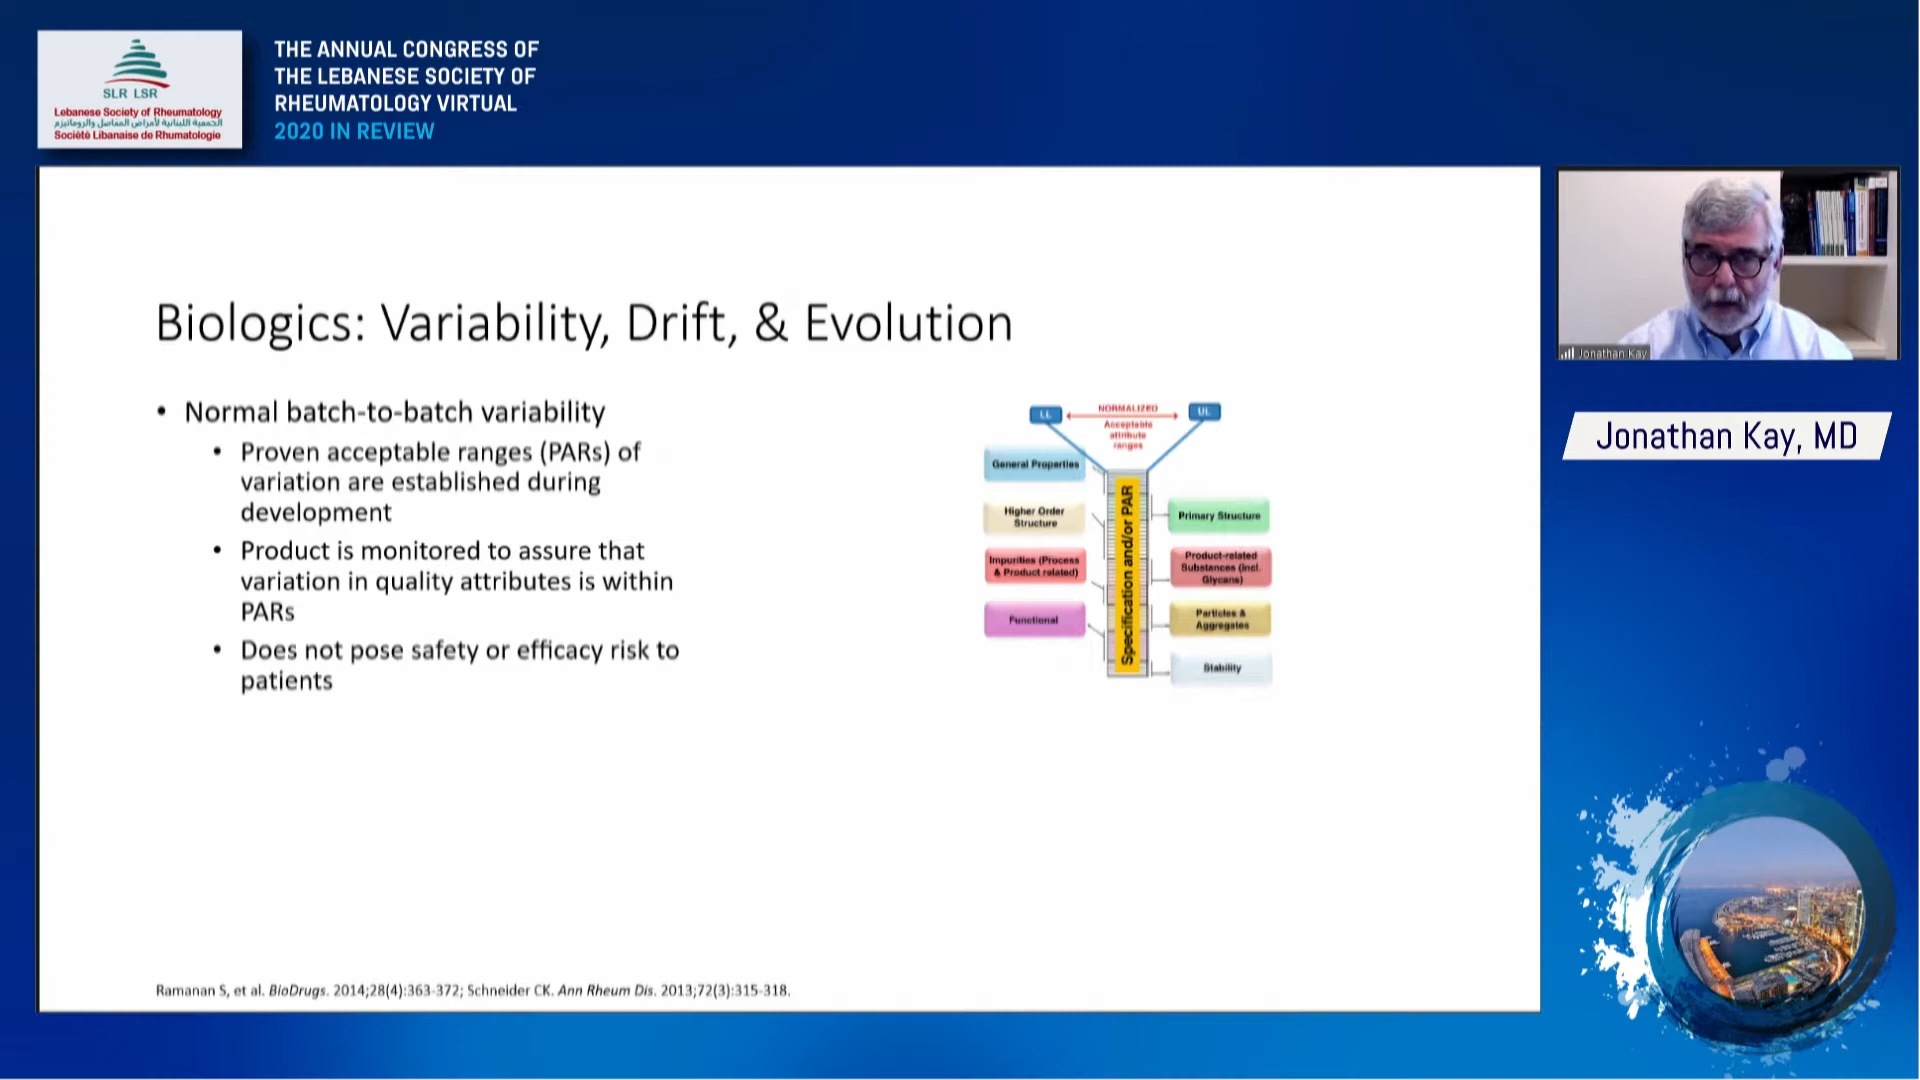 SLR LSR
Lebanese Society of Rheumatology
الجمعية اللبنانية لأمراض المفاصل والروماتيزم
Société Libanaise de Rhumatologie
THE ANNUAL CONGRESS OF
THE LEBANESE SOCIETY OF
RHEUMATOLOGY VIRTUAL
2020 IN REVIEW
Biologics: Variability, Drift, & Evolution
• Normal batch-to-batch variability
• Proven acceptable ranges (PARs) of
variation are established during
development
• Product is monitored to assure that
variation in quality attributes is within
PARs
• Does not pose safety or efficacy risk to
patients
LL
NORMALIZED
UL
Acceptable
attribute
ranges
General Properties
Higher Order
Structure
Impurities (Process
& Product related)
Functional
Specification and/or PAR
Primary Structure
Product-related
Substances (incl.
Glycans)
Particles &
Aggregates
Stability
Ramanan S, et al. BioDrugs. 2014;28(4):363-372; Schneider CK. Ann Rheum Dis. 2013;72(3):315-318.
Jonathan Kay
Jonathan Kay, MD